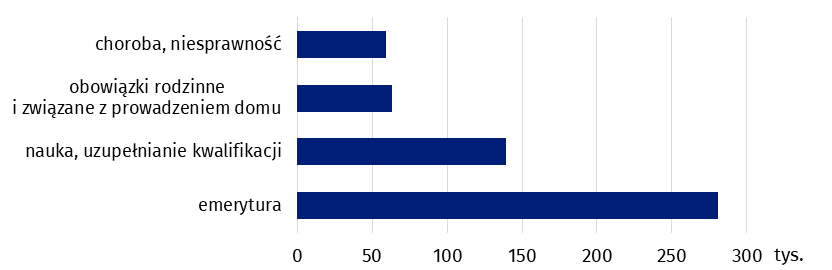 choroba, niesprawność
obowiązki rodzinne
i związane z prowadzeniem domu
nauka, uzupełnianie kwalifikacji
emerytura
0 50 100 150 200 250 300 tys.